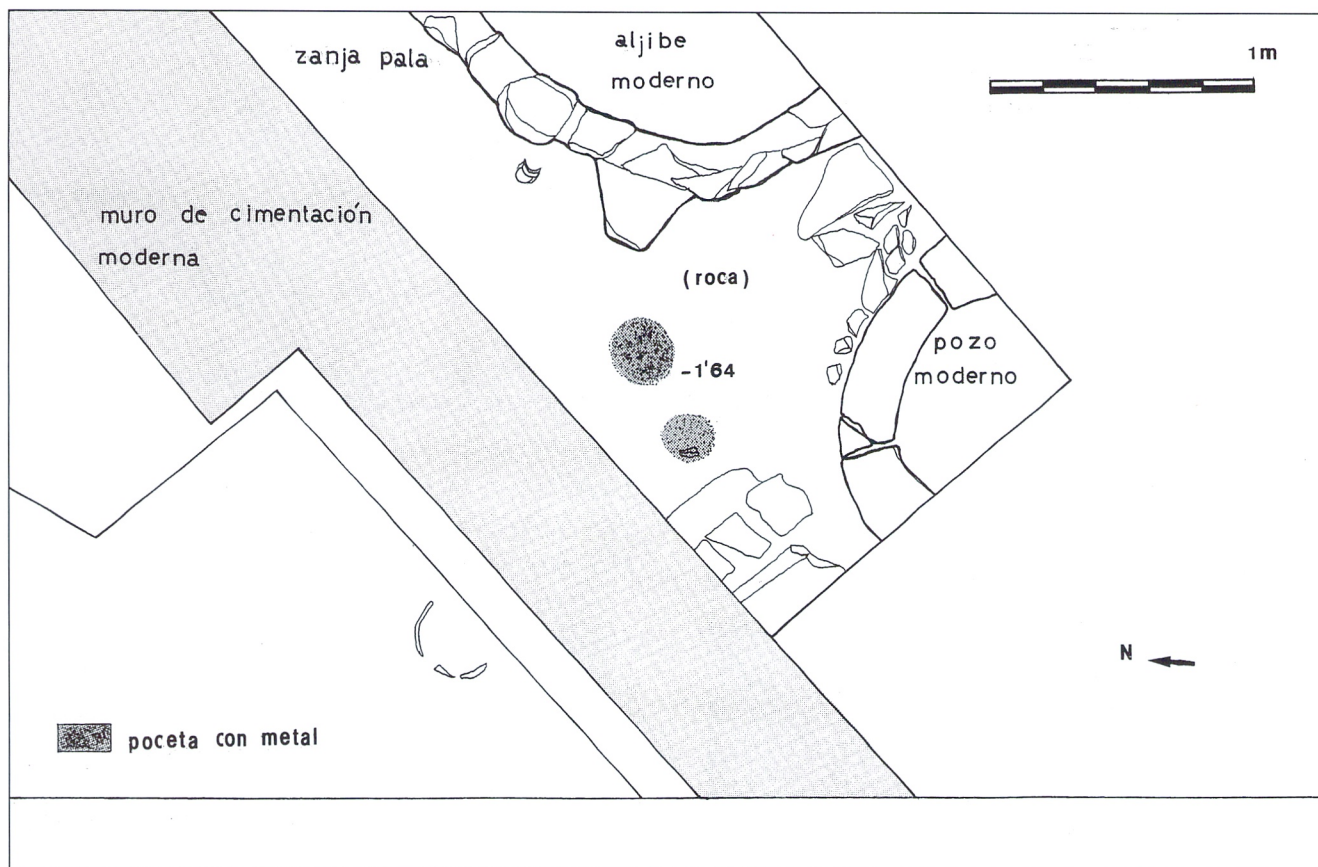 zanja pala
aljibe
moderno
1m
muro de cimentación
moderna
(roca)
-1'64
pozo
moderno
N
poceta con metal